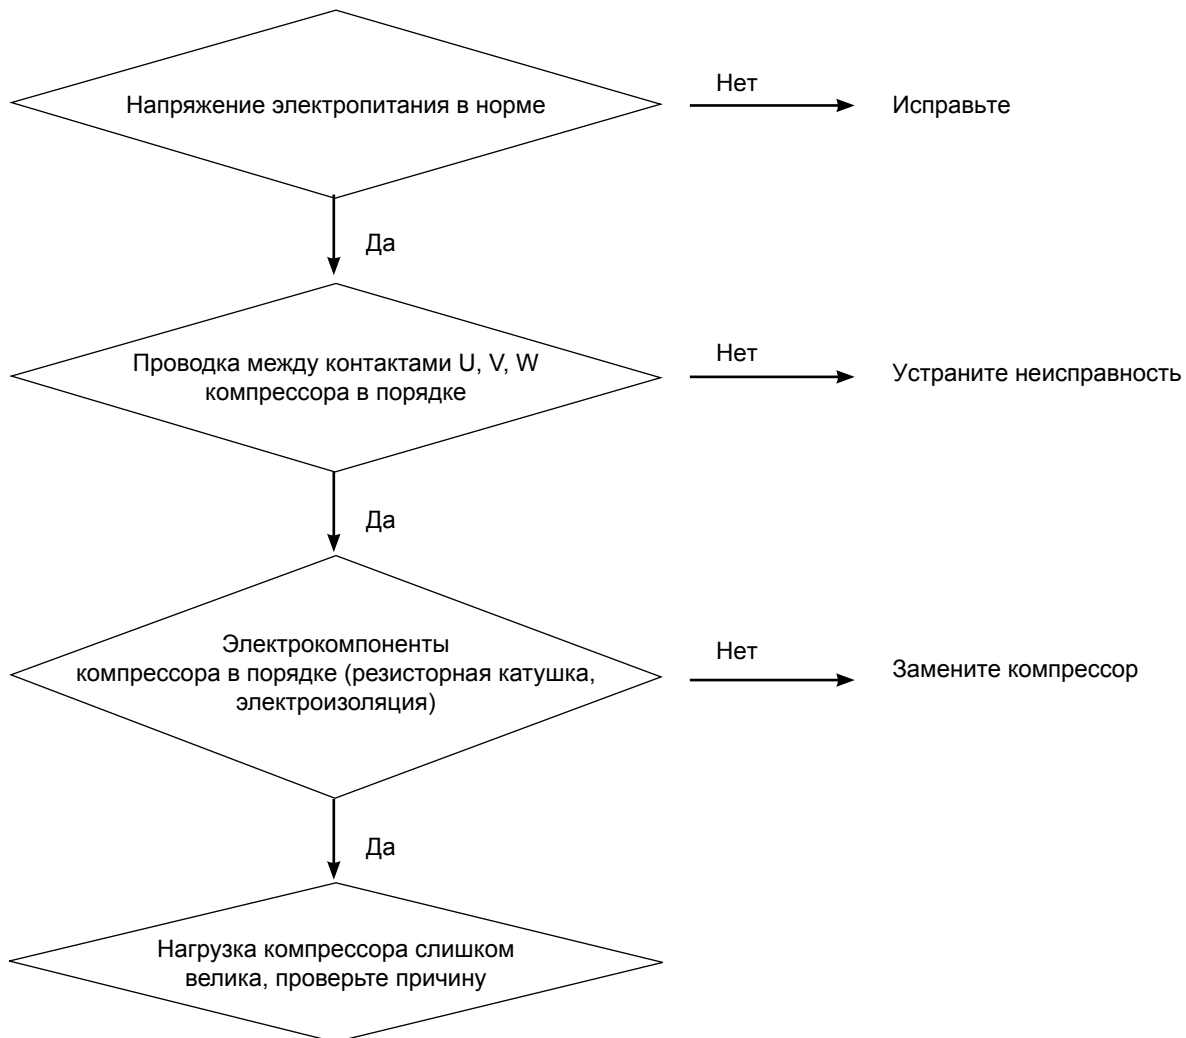 Напряжение электропитания в норме
Нет
Исправьте
Да
Проводка между контактами U, V, W
компрессора в порядке
Нет
Устраните неисправность
Да
Электрокомпоненты
компрессора в порядке (резисторная катушка,
электроизоляция)
Нет
Замените компрессор
Да
Нагрузка компрессора слишком
велика, проверьте причину